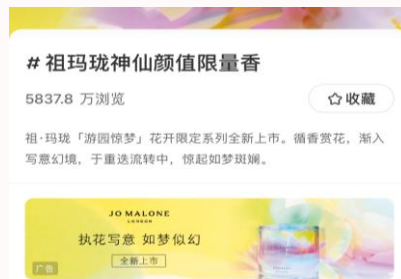 # 祖玛珑神仙颜值限量香
5837.8 万浏览
收藏
祖·玛珑「游园惊梦」花开限定系列全新上市。循香赏花，渐入
写意幻境，于重迭流转中，惊起如梦斑斓。
JO MALONE
LONDON
执花写意 如梦似幻
全新上市
广告